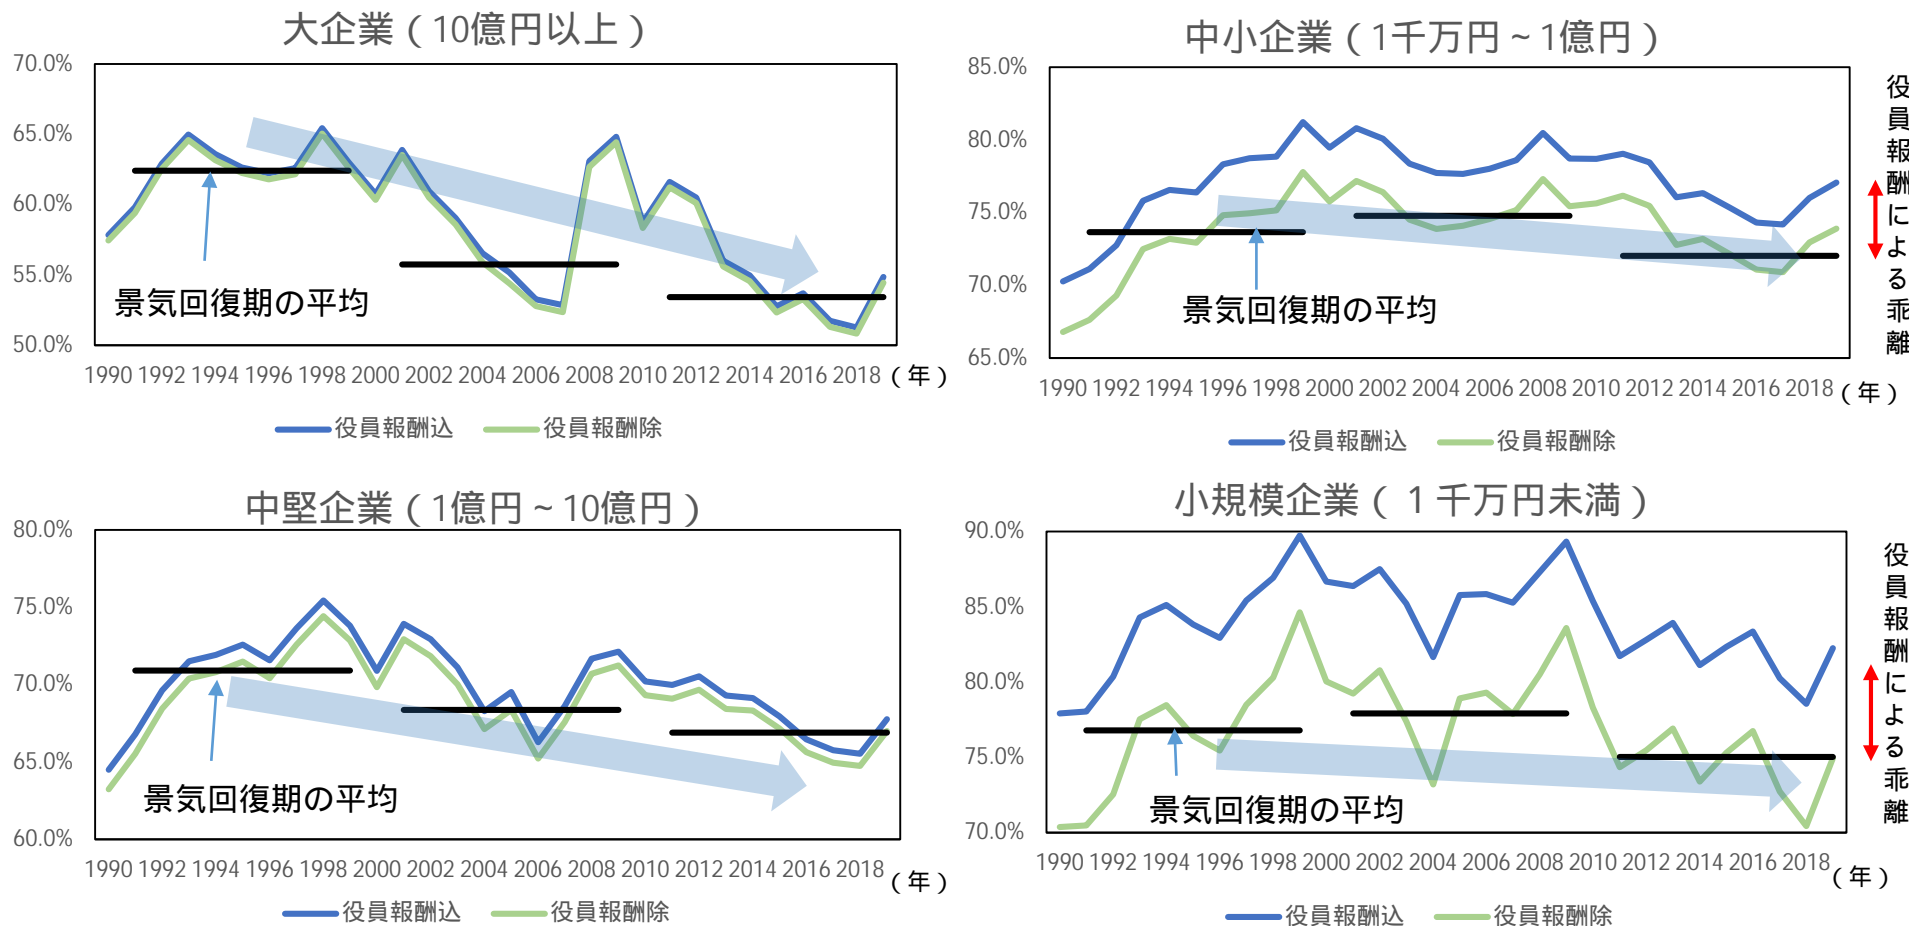 大企業（10億円以上）
70.0%
65.0%
60.0%
55.0%
50.0%
景気回復期の平均
1990 1992 1994 1996 1998 2000 2002 2004 2006 2008 2010 2012 2014 2016 2018 （年）
役員報酬込 役員報酬除
中小企業（1千万円～1億円）
85.0%
80.0%
75.0%
70.0%
65.0%
景気回復期の平均
1990 1992 1994 1996 1998 2000 2002 2004 2006 2008 2010 2012 2014 2016 2018 （年）
役員報酬込 役員報酬除
役員報酬による乖離
中堅企業（1億円～10億円）
80.0%
75.0%
70.0%
65.0%
60.0%
景気回復期の平均
1990 1992 1994 1996 1998 2000 2002 2004 2006 2008 2010 2012 2014 2016 2018 （年）
役員報酬込 役員報酬除
小規模企業（１千万円未満）
90.0%
85.0%
80.0%
75.0%
70.0%
景気回復期の平均
1990 1992 1994 1996 1998 2000 2002 2004 2006 2008 2010 2012 2014 2016 2018 （年）
役員報酬込 役員報酬除
役員報酬による乖離